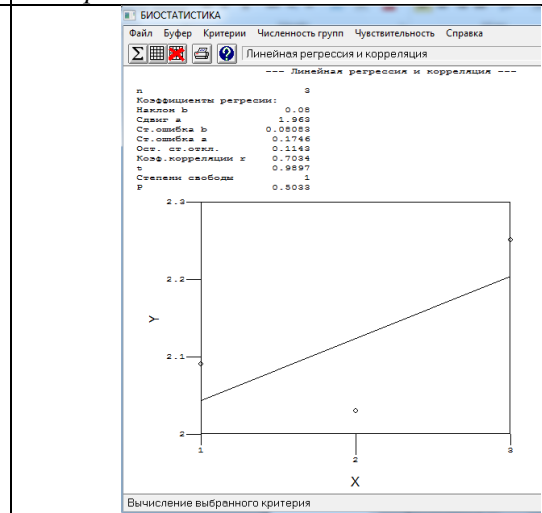 БИОСТАТИСТИКА
Файл Буфер Критерии Численность групп Чувствительность Справка
Линейная регрессия и корреляция
--- Линейная регрессия и корреляция ---
n 3
Коэффициенты регресии:
Наклон b 0.08
Сдвиг a 1.963
Ст.ошибка b 0.08083
Ст.ошибка a 0.1746
Ост. ст.откл. 0.1143
Коэф.корреляции r 0.7034
t 0.9897
Степени свободы 1
P 0.5033
2.3
2.2
Y
2.1
2
1 2 3
X
Вычисление выбранного критерия